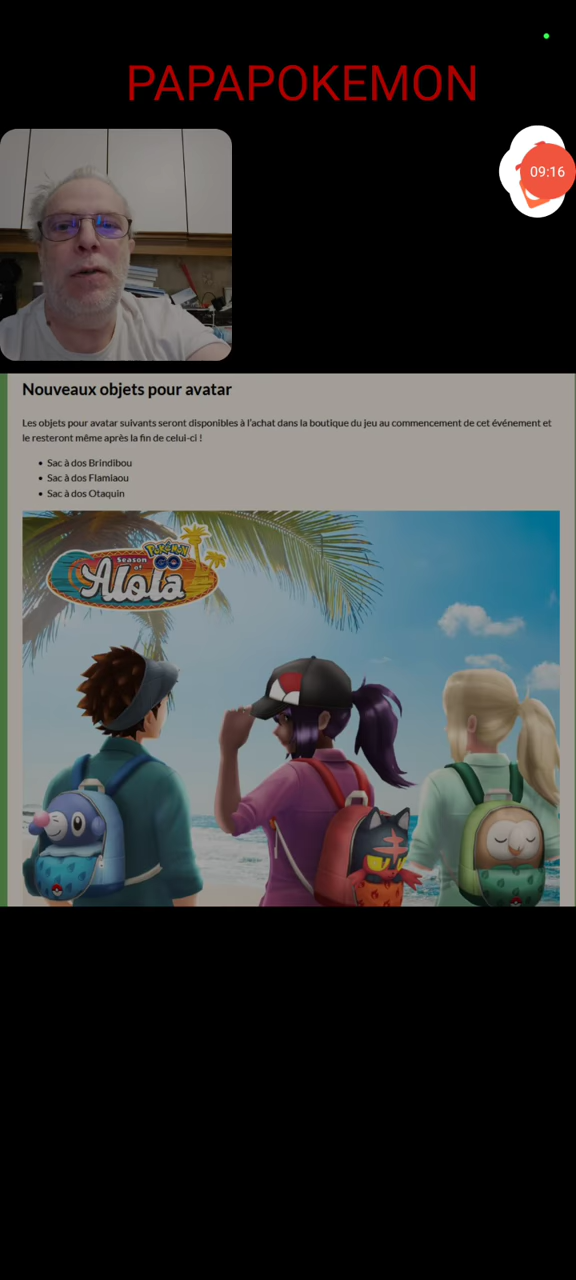 PAPAPOKEMON
09:16
Nouveaux objets pour avatar
Les objets pour avatar suivants seront disponibles à l'achat dans la boutique du jeu au commencement de cet événement et
le resteront même après la fin de celui-ci !
• Sac à dos Brindibou
• Sac à dos Flamiaou
• Sac à dos Otaquin
Pokémon
GO
Season
of
Alola